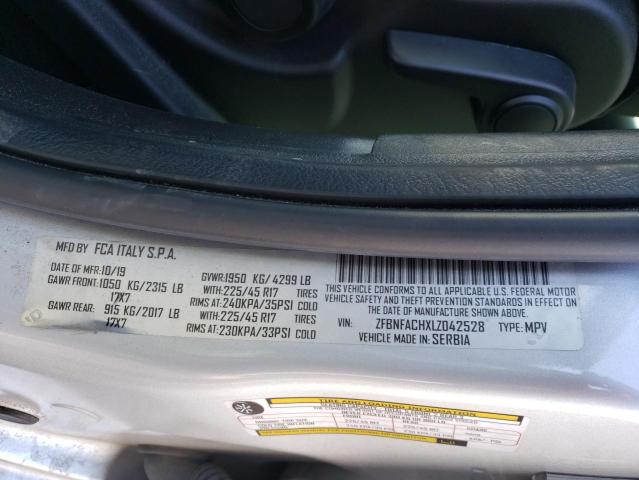 MFD BY FCA ITALY S.P.A.
DATE OF MFR:10/19 GVWR:1950 KG/4299 LB
GAWR FRONT:1050 KG/2315 LB WITH:225/45 R17 TIRES
17X7 RIMS AT:240KPA/35PSI COLD
GAWR REAR: 915 KG/2017 LB WITH:225/45 R17 TIRES
17X7 RIMS AT:230KPA/33PSI COLD
THIS VEHICLE CONFORMS TO ALL APPLICABLE U.S. FEDERAL MOTOR
VEHICLE SAFETY AND THEFT PREVENTION STANDARDS IN EFFECT ON
THE DATE OF MANUFACTURE SHOWN ABOVE.
VIN: ZFBNFACHXLZ042528 TYPE: MPV
VEHICLE MADE IN: SERBIA
TIRE AND LOADING INFORMATION